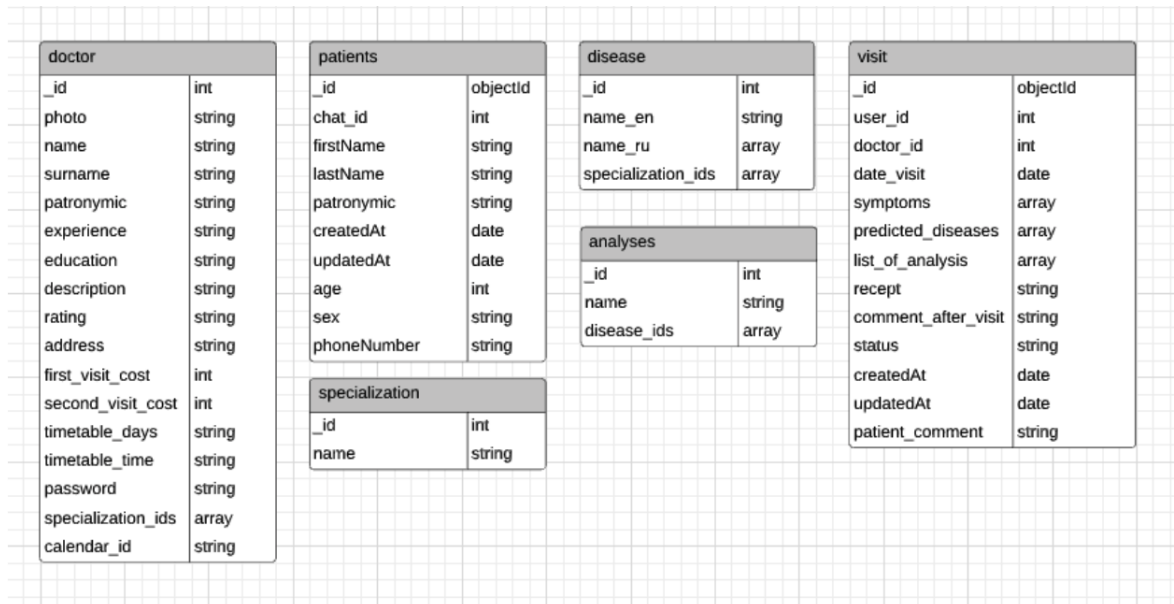 doctor
_id int
photo string
name string
surname string
patronymic string
experience string
education string
description string
rating string
address string
first_visit_cost int
second_visit_cost int
timetable_days string
timetable_time string
password string
specialization_ids array
calendar_id string
patients
_id objectId
chat_id int
firstName string
lastName string
patronymic string
createdAt date
updatedAt date
age int
sex string
phoneNumber string
specialization
_id int
name string
disease
_id int
name_en string
name_ru array
specialization_ids array
analyses
_id int
name string
disease_ids array
visit
_id objectId
user_id int
doctor_id int
date_visit date
symptoms array
predicted_diseases array
list_of_analysis array
recept string
comment_after_visit string
status string
createdAt date
updatedAt date
patient_comment string